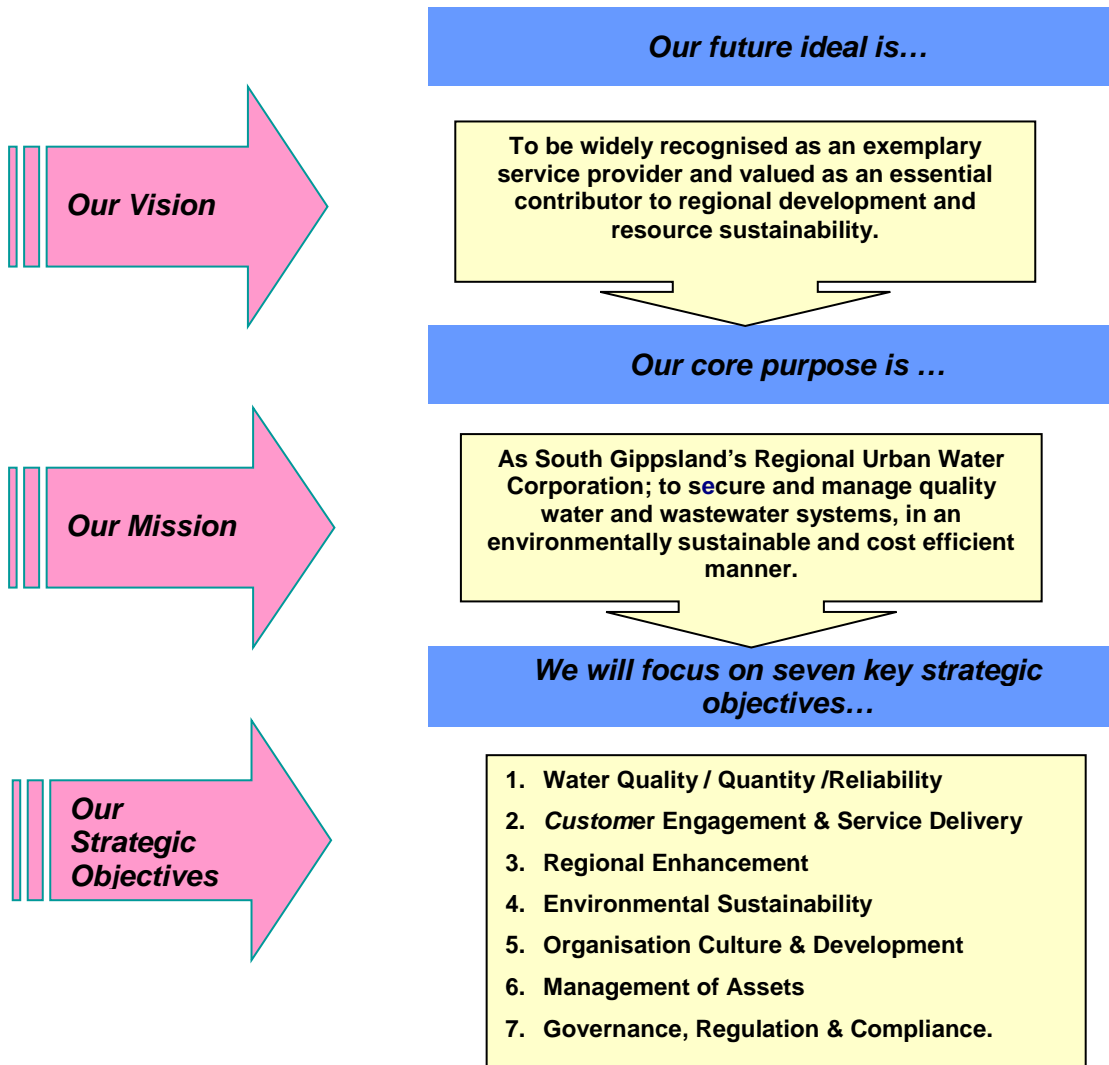 Our future ideal is…
Our Vision
To be widely recognised as an exemplary
service provider and valued as an essential
contributor to regional development and
resource sustainability.
Our core purpose is …
Our Mission
As South Gippsland’s Regional Urban Water
Corporation; to secure and manage quality
water and wastewater systems, in an
environmentally sustainable and cost efficient
manner.
We will focus on seven key strategic
objectives…
Our
Strategic
Objectives
1. Water Quality / Quantity /Reliability
2. Customer Engagement & Service Delivery
3. Regional Enhancement
4. Environmental Sustainability
5. Organisation Culture & Development
6. Management of Assets
7. Governance, Regulation & Compliance.